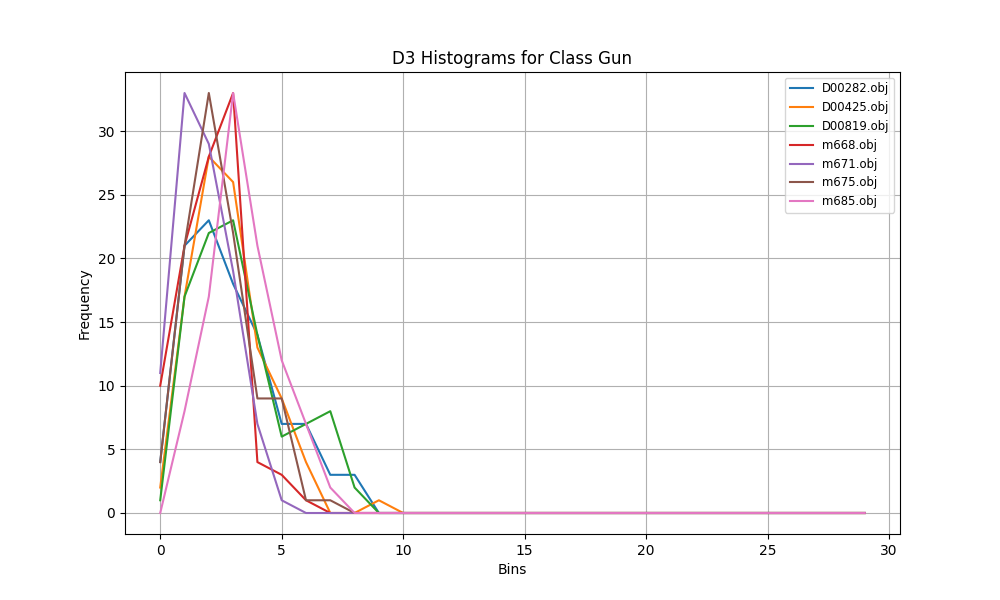 D3 Histograms for Class Gun
D00282.obj
D00425.obj
D00819.obj
m668.obj
m671.obj
m675.obj
m685.obj
Frequency
30
25
20
15
10
5
0
0 5 10 15 20 25 30
Bins